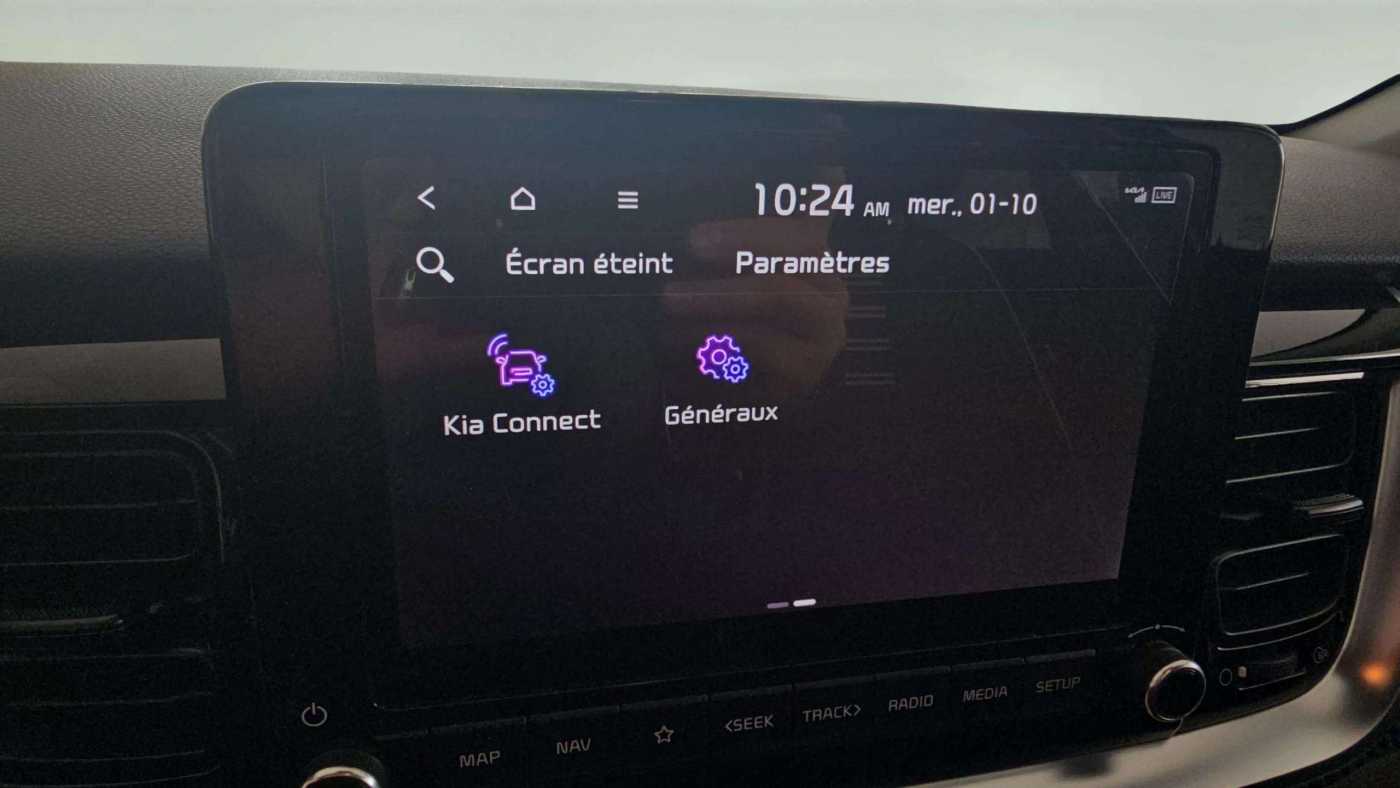 10:24 AM mer., 01-10 KIA LIVE
Écran éteint Paramètres
Kia Connect Généraux
MAP NAV <SEEK TRACK> RADIO MEDIA SETUP